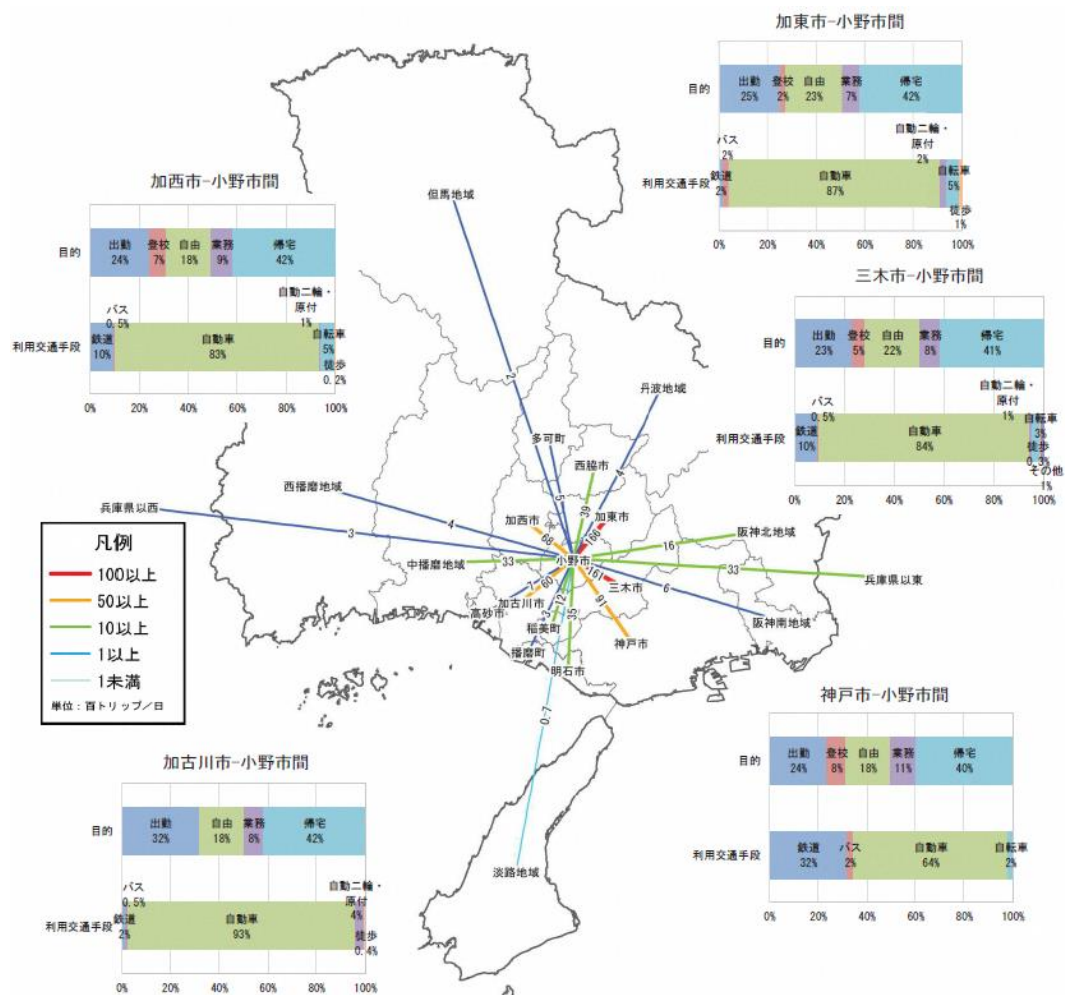 加東市-小野市間
目的
出勤 登校 自由 業務 帰宅
25% 2% 23% 7% 42%
バス
2%
自動二輪・
原付
2%
利用交通手段
鉄道 自動車 自転車
2% 87% 5%
徒歩
1%
0% 20% 40% 60% 80% 100%
加西市-小野市間
目的
出勤 登校 自由 業務 帰宅
24% 7% 18% 9% 42%
バス
0.5%
自動二輪・
原付
1%
利用交通手段
鉄道 自動車 自転車
10% 83% 5%
徒歩
0.2%
0% 20% 40% 60% 80% 100%
三木市-小野市間
目的
出勤 登校 自由 業務 帰宅
23% 5% 22% 8% 41%
バス
0.5%
自動二輪・
原付
1%
利用交通手段
鉄道 自動車 自転車
10% 84% 3%
徒歩
0.3%
その他
1%
0% 20% 40% 60% 80% 100%
但馬地域
2
丹波地域
4
多可町
5
西脇市
39
西播磨地域
4
兵庫県以西
3
加西市
68
加東市
166
阪神北地域
16
中播磨地域
33
小野市
33
兵庫県以東
161
三木市
6
阪神南地域
7
高砂市
60
加古川市
3
播磨町
12
稲美町
35
明石市
91
神戸市
0.7
淡路地域
凡例
100以上
50以上
10以上
1以上
1未満
単位：百トリップ／日
加古川市-小野市間
目的
出勤 自由 業務 帰宅
32% 18% 8% 42%
バス
0.5%
自動二輪・
原付
4%
利用交通手段
鉄道 自動車
2% 93%
徒歩
0.4%
0% 20% 40% 60% 80% 100%
神戸市-小野市間
目的
出勤 登校 自由 業務 帰宅
24% 8% 18% 11% 40%
利用交通手段
鉄道 バス 自動車 自転車
32% 2% 64% 2%
0% 20% 40% 60% 80% 100%